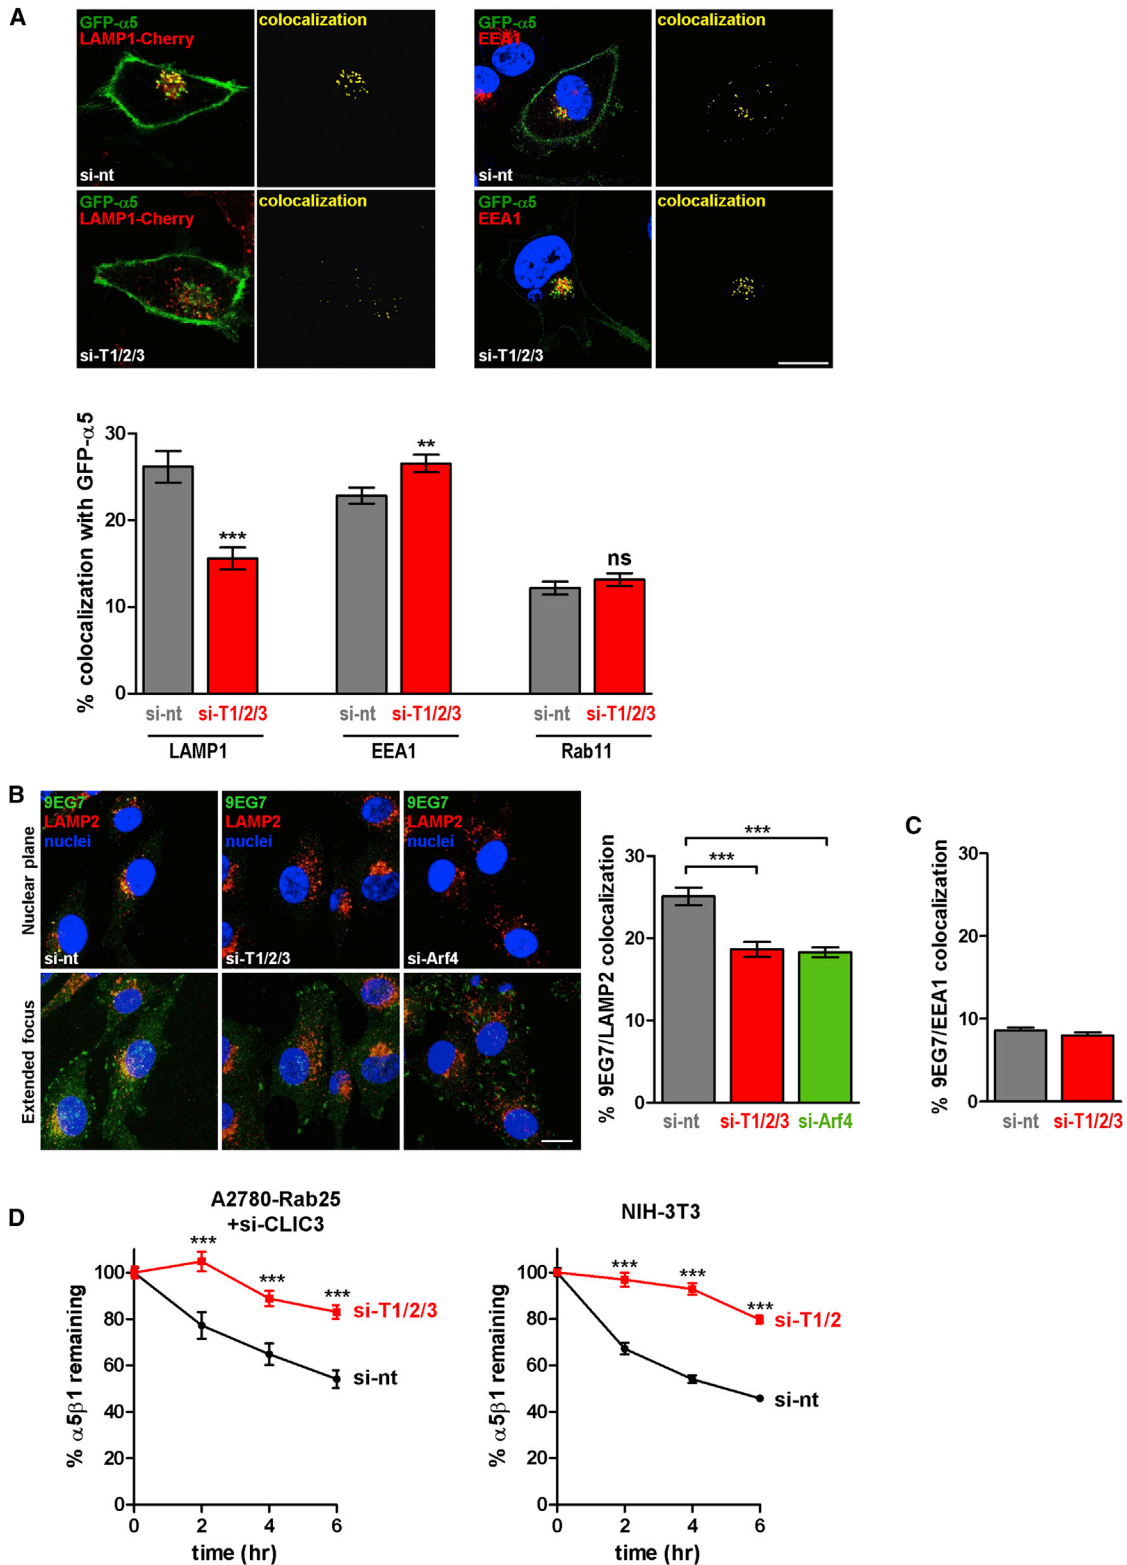 A
GFP-α5
LAMP1-Cherry
colocalization
GFP-α5
EEA1
colocalization
si-nt
si-nt
GFP-α5
LAMP1-Cherry
colocalization
GFP-α5
EEA1
colocalization
si-T1/2/3
si-T1/2/3
% colocalization with GFP-α5
30
20
10
0
***
**
ns
si-nt
si-T1/2/3
si-nt
si-T1/2/3
si-nt
si-T1/2/3
LAMP1
EEA1
Rab11
B
Nuclear plane
Extended focus
9EG7
LAMP2
nuclei
si-nt
9EG7
LAMP2
nuclei
si-T1/2/3
9EG7
LAMP2
nuclei
si-Arf4
% 9EG7/LAMP2 colocalization
30
20
10
0
***
***
si-nt
si-T1/2/3
si-Arf4
C
% 9EG7/EEA1 colocalization
30
20
10
0
si-nt
si-T1/2/3
D
A2780-Rab25
+si-CLIC3
% α5β1 remaining
100
80
60
40
20
0
***
***
***
si-T1/2/3
si-nt
0
2
4
6
time (hr)
NIH-3T3
% α5β1 remaining
100
80
60
40
20
0
***
***
***
si-T1/2
si-nt
0
2
4
6
time (hr)